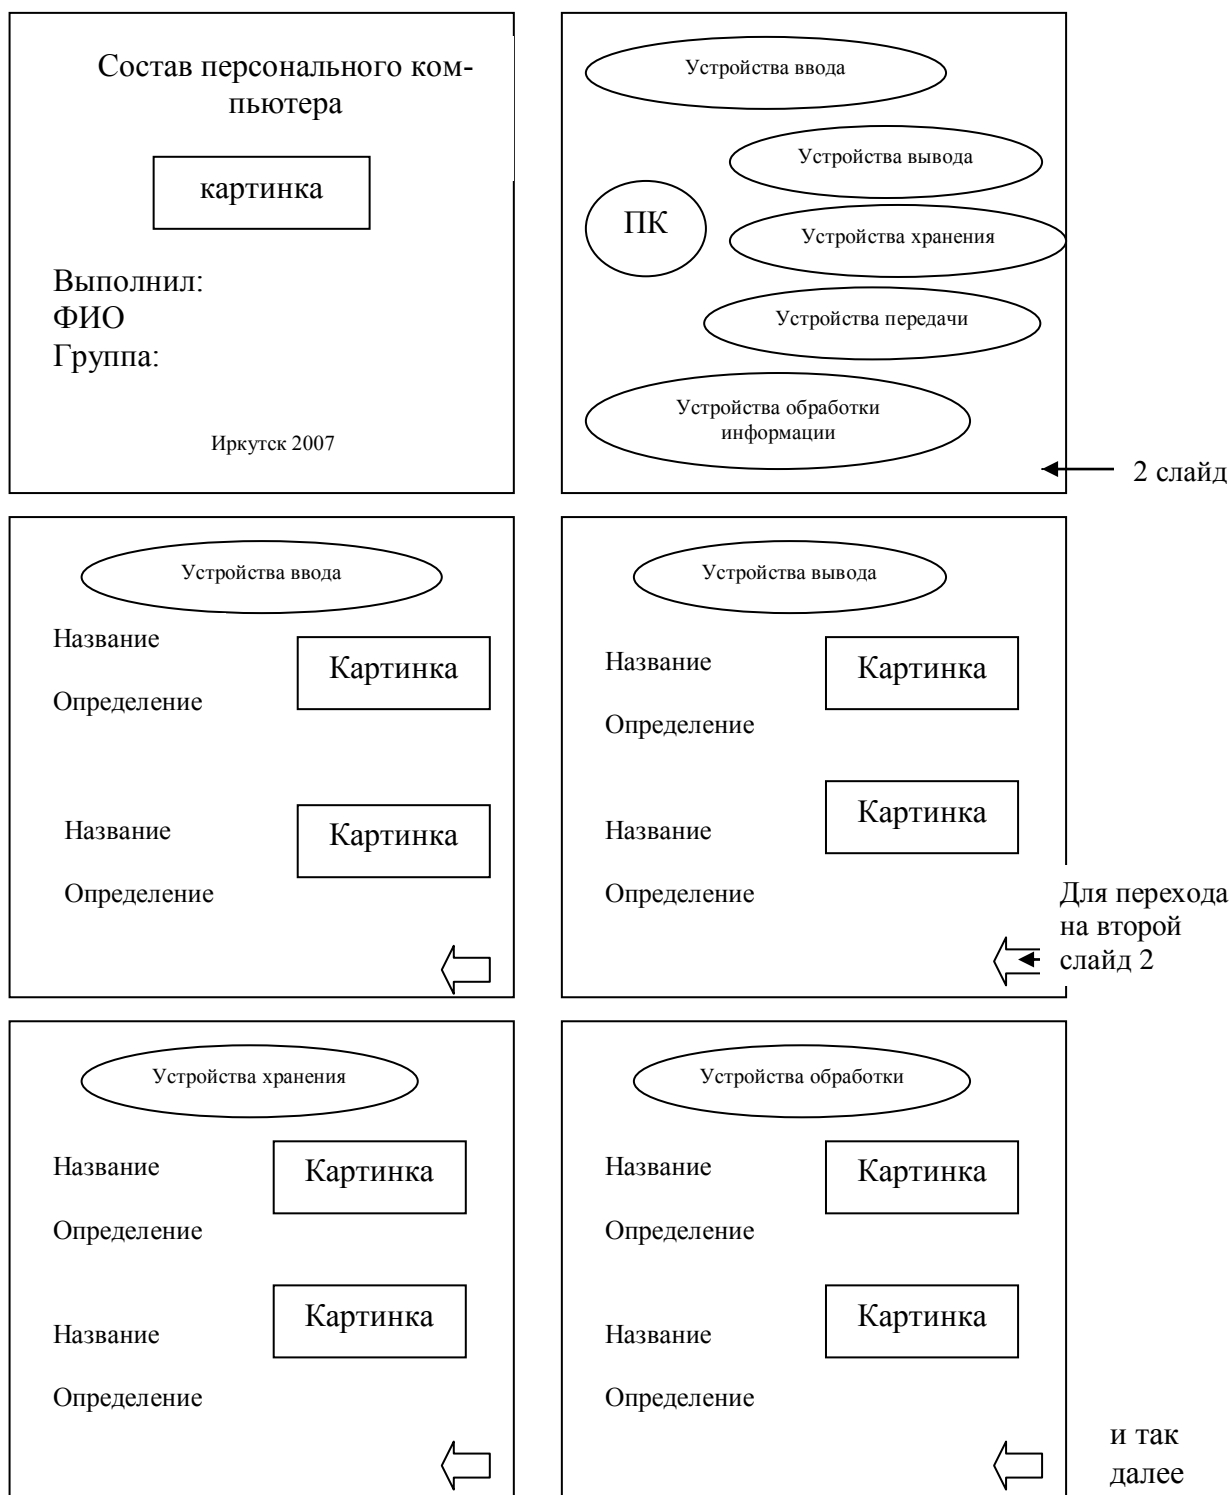 Состав персонального ком-
пьютера
картинка
Выполнил:
ФИО
Группа:
Иркутск 2007
Устройства ввода
Устройства вывода
ПК
Устройства хранения
Устройства передачи
Устройства обработки
информации
2 слайд
Устройства ввода
Название
Картинка
Определение
Название
Картинка
Определение
Устройства вывода
Название
Картинка
Определение
Название
Картинка
Определение
Для перехода
на второй
слайд 2
Устройства хранения
Название
Картинка
Определение
Название
Картинка
Определение
Устройства обработки
Название
Картинка
Определение
Название
Картинка
Определение
и так
далее